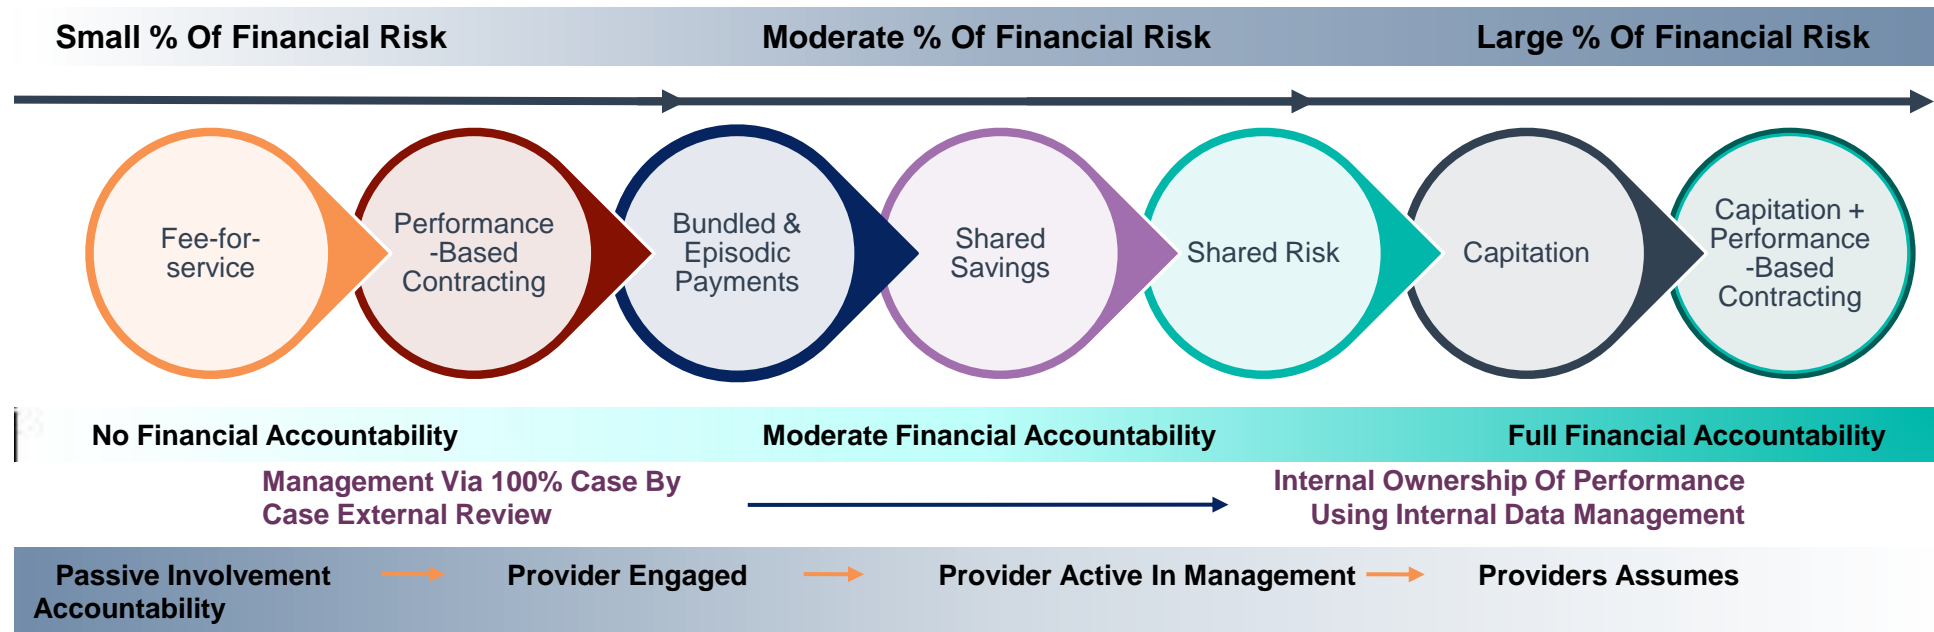 Small % Of Financial Risk
Moderate % Of Financial Risk
Large % Of Financial Risk
Fee-for-
service
Performance
-Based
Contracting
Bundled &
Episodic
Payments
Shared
Savings
Shared Risk
Capitation
Capitation +
Performance
-Based
Contracting
No Financial Accountability
Moderate Financial Accountability
Full Financial Accountability
Management Via 100% Case By
Case External Review
Internal Ownership Of Performance
Using Internal Data Management
Passive Involvement
Provider Engaged
Provider Active In Management
Providers Assumes
Accountability